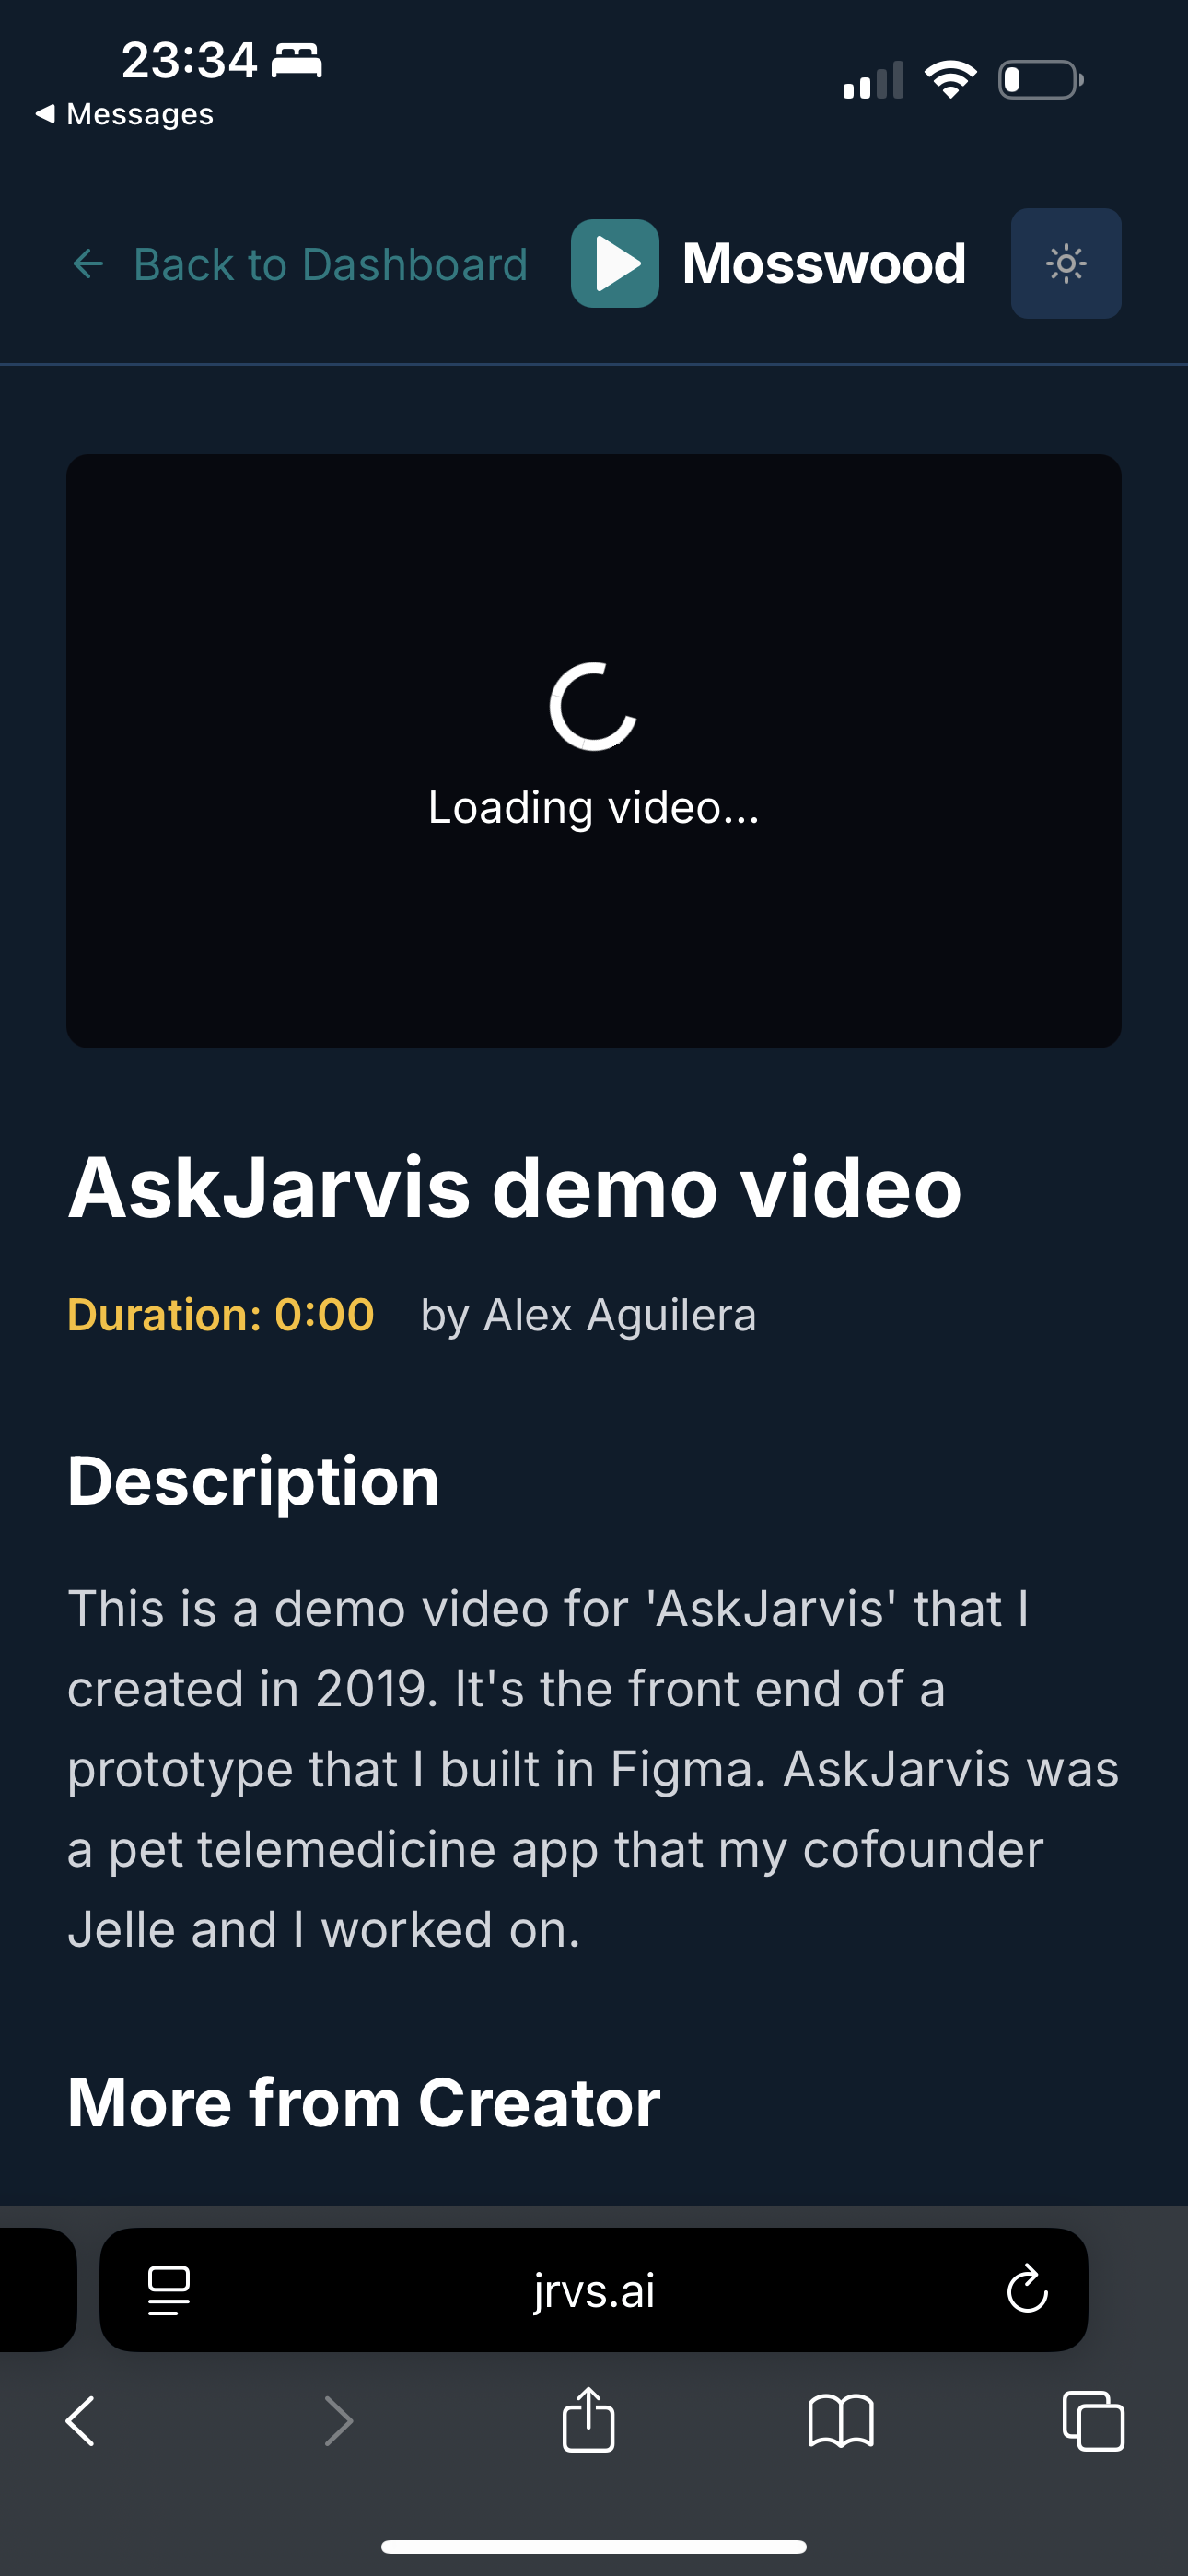 23:34
Messages
Back to Dashboard
Mosswood
Loading video...
AskJarvis demo video
Duration: 0:00 by Alex Aguilera
Description
This is a demo video for 'AskJarvis' that I
created in 2019. It's the front end of a
prototype that I built in Figma. AskJarvis was
a pet telemedicine app that my cofounder
Jelle and I worked on.
More from Creator
jrvs.ai